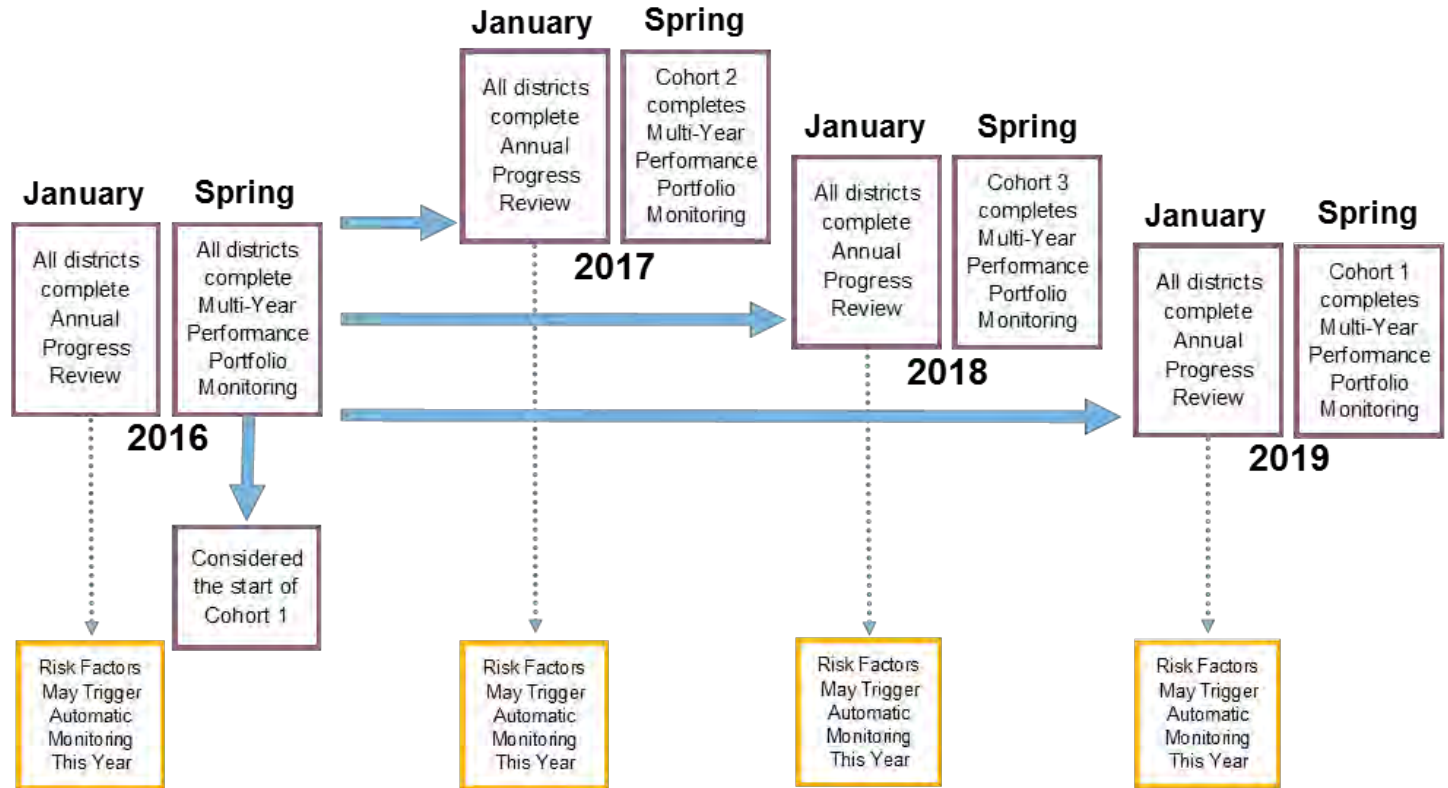 January
Spring
All districts
complete
Annual
Progress
Review
All districts
complete
Multi-Year
Performance
Portfolio
Monitoring
2016
Considered
the start of
Cohort 1
Risk Factors
May Trigger
Automatic
Monitoring
This Year
January
Spring
All districts
complete
Annual
Progress
Review
Cohort 2
completes
Multi-Year
Performance
Portfolio
Monitoring
2017
Risk Factors
May Trigger
Automatic
Monitoring
This Year
January
Spring
All districts
complete
Annual
Progress
Review
Cohort 3
completes
Multi-Year
Performance
Portfolio
Monitoring
2018
Risk Factors
May Trigger
Automatic
Monitoring
This Year
January
Spring
All districts
complete
Annual
Progress
Review
Cohort 1
completes
Multi-Year
Performance
Portfolio
Monitoring
2019
Risk Factors
May Trigger
Automatic
Monitoring
This Year